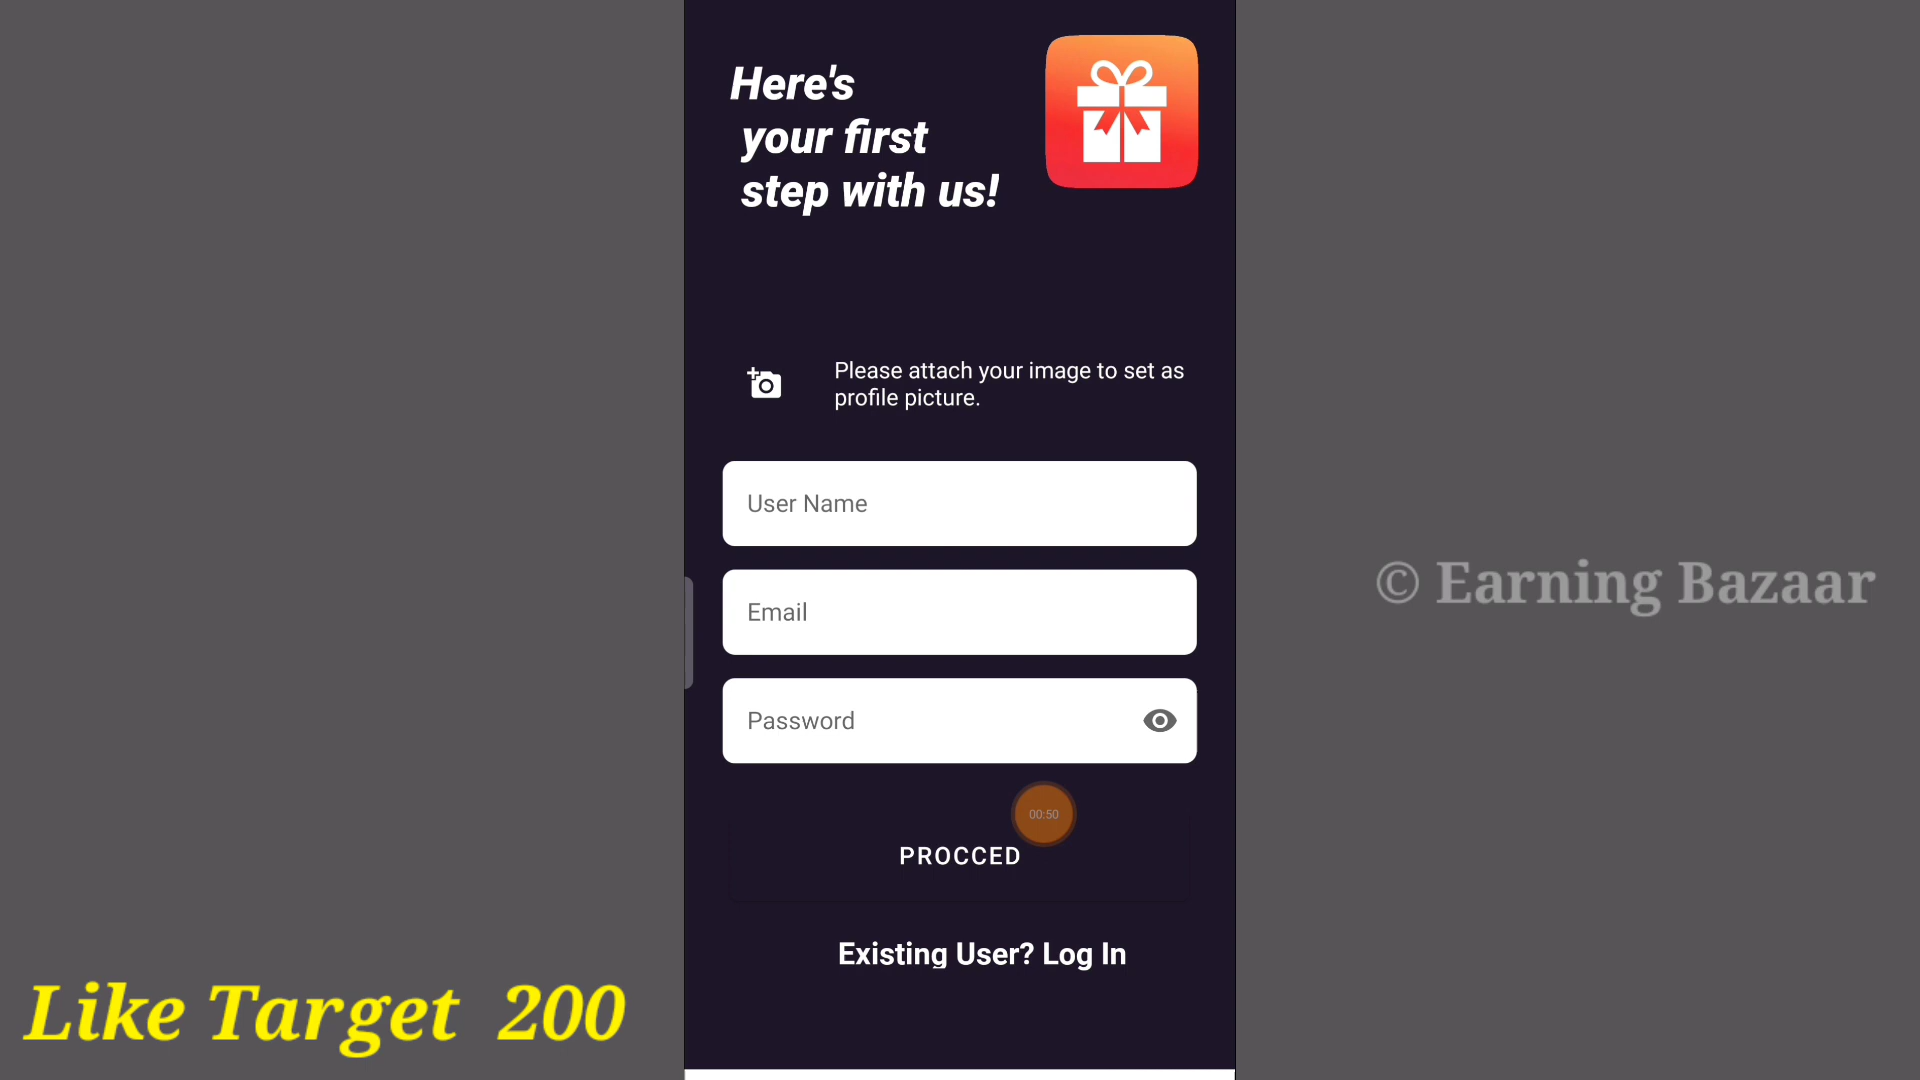 Here's
your first
step with us!
Please attach your image to set as
profile picture.
User Name
Email
© Earning Bazaar
Password
00:50
PROCCED
Existing User? Log In
Like Target 200